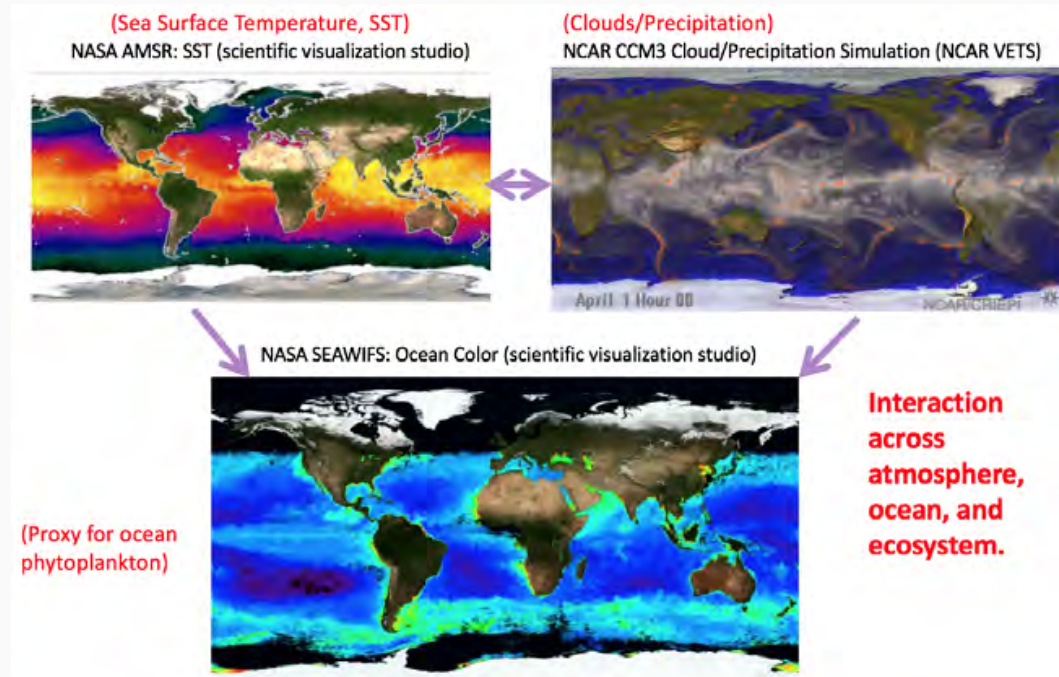 (Sea Surface Temperature, SST)
NASA AMSR: SST (scientific visualization studio)
(Clouds/Precipitation)
NCAR CCM3 Cloud/Precipitation Simulation (NCAR VETS)
April 1 Hour 00
NCAR/CRIEPI
NASA SEAWIFS: Ocean Color (scientific visualization studio)
(Proxy for ocean
phytoplankton)
Interaction
across
atmosphere,
ocean, and
ecosystem.